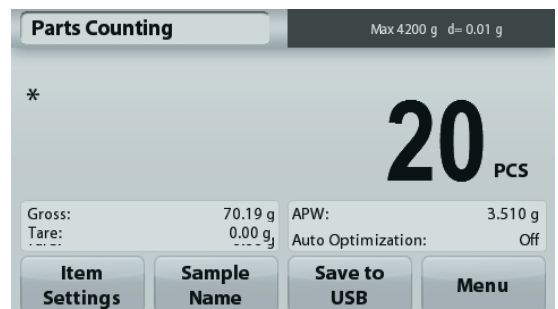 Parts Counting
Max 4200 g d= 0.01 g
*
20 PCS
Gross: 70.19 g
Tare: 0.00 g
APW: 3.510 g
Auto Optimization: Off
Item Settings
Sample Name
Save to USB
Menu